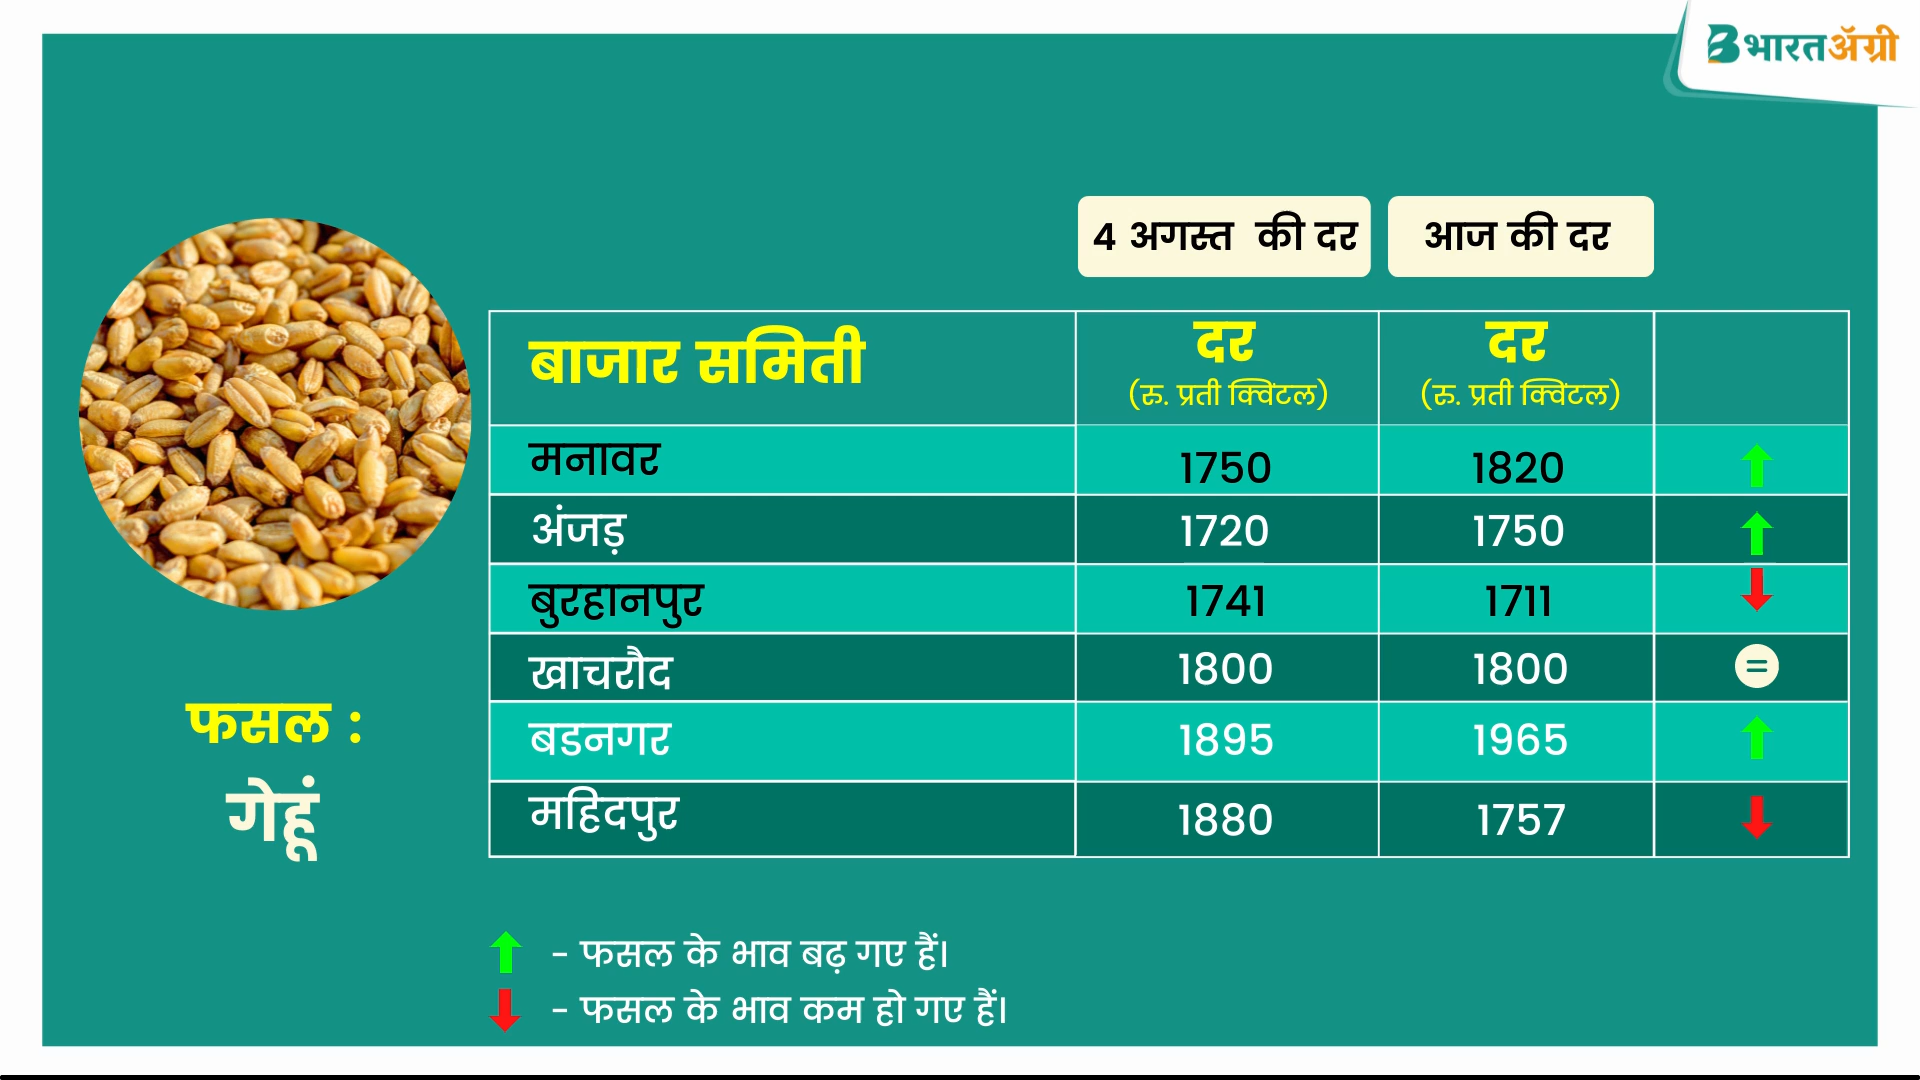 भारतॲग्री
4 अगस्त की दर आज की दर
बाजार समिती दर दर
(रु. प्रती क्विंटल) (रु. प्रती क्विंटल)
मनावर 1750 1820
अंजड़ 1720 1750
बुरहानपुर 1741 1711
खाचरौद 1800 1800 =
बडनगर 1895 1965
महिदपुर 1880 1757
फसल :
गेहूं
- फसल के भाव बढ़ गए हैं।
- फसल के भाव कम हो गए हैं।